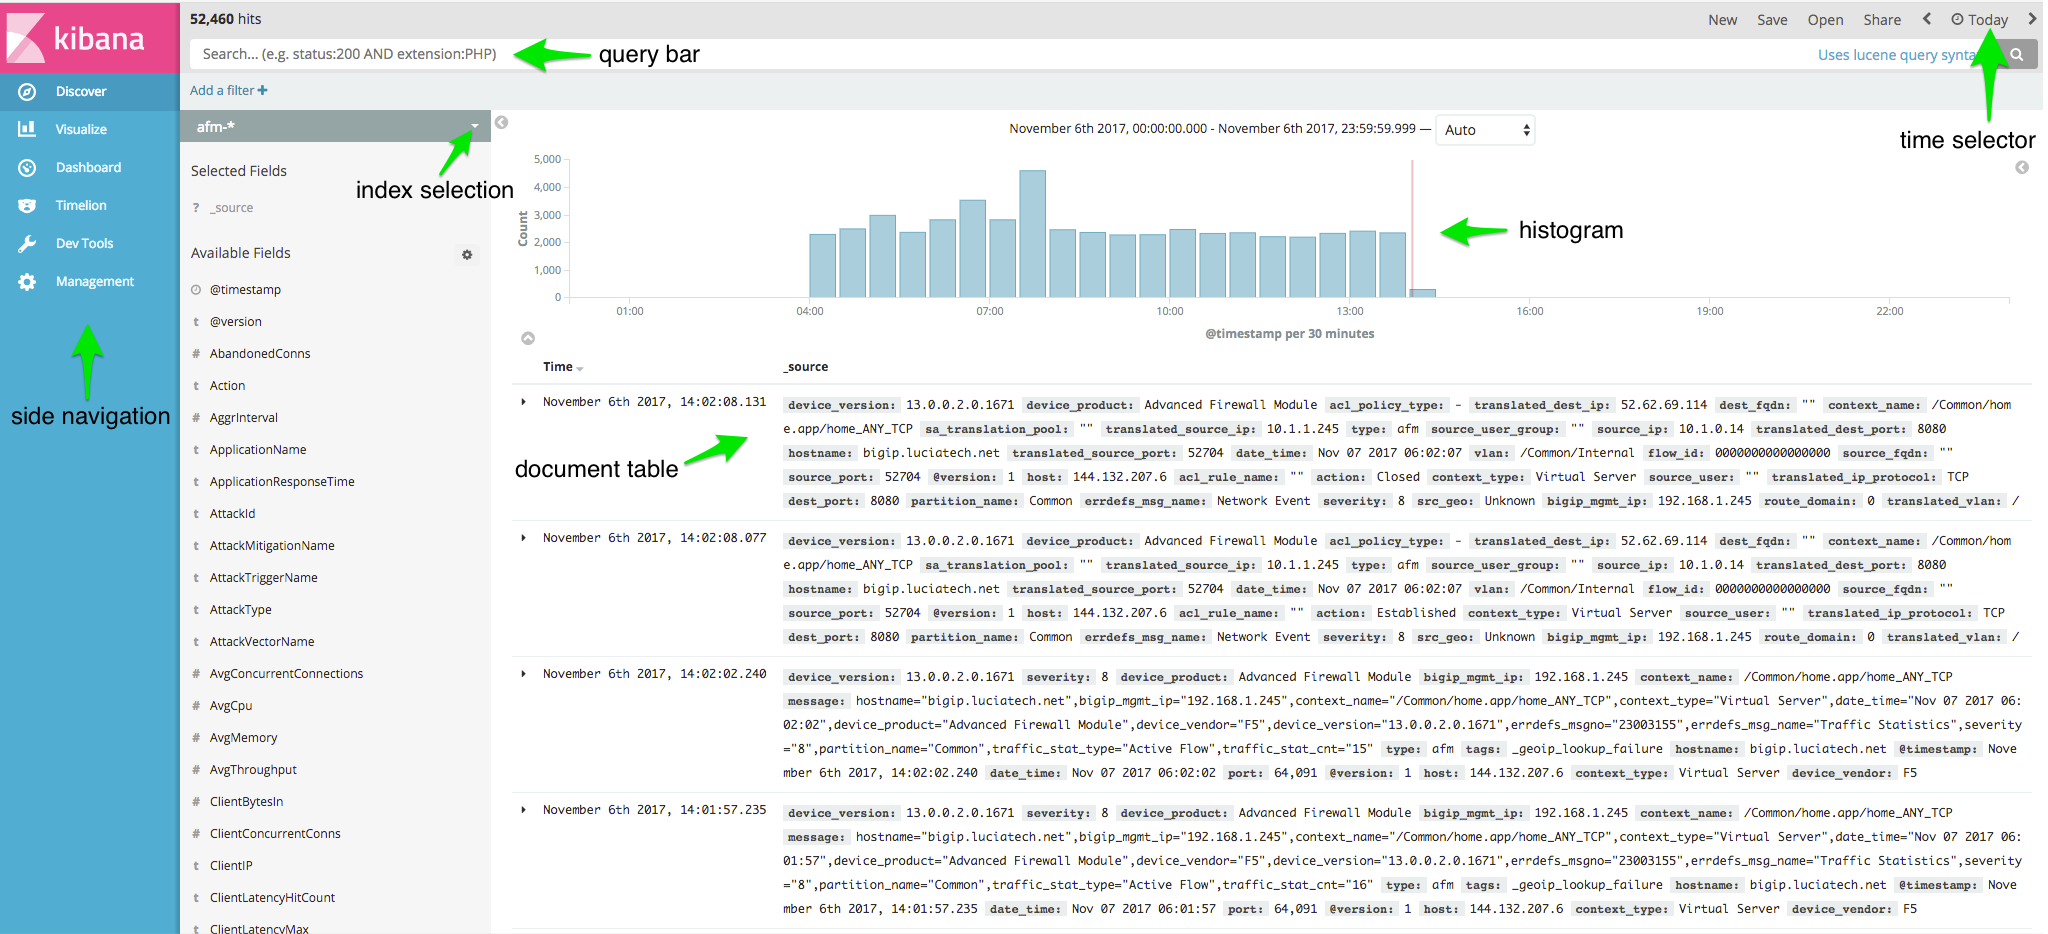 52,460 hits
New Save Open Share Today
kibana
Search... (e.g. status:200 AND extension:PHP)
query bar
Uses lucene query synta
Discover
Add a filter
Visualize
afm-*
November 6th 2017, 00:00:00.000 - November 6th 2017, 23:59:59.999 —
Auto
time selector
Dashboard
Selected Fields
index selection
Timelion
? _source
Dev Tools
Available Fields
Management
side navigation
5,000
4,000
3,000
2,000
1,000
0
Count
histogram
01:00 04:00 07:00 10:00 13:00 16:00 19:00 22:00
@timestamp per 30 minutes
@timestamp
t @version
# AbandonedConns
t Action
# AggrInterval
t ApplicationName
t ApplicationResponseTime
t AttackId
t AttackMitigationName
t AttackTriggerName
t AttackType
t AttackVectorName
# AvgConcurrentConnections
# AvgCpu
# AvgMemory
# AvgThroughput
# ClientBytesIn
# ClientConcurrentConns
t ClientIP
t ClientLatencyHitCount
t ClientLatencyMax
Time _source
document table
November 6th 2017, 14:02:08.131
device_version: 13.0.0.2.0.1671 device_product: Advanced Firewall Module acl_policy_type: - translated_dest_ip: 52.62.69.114 dest_fqdn: "" context_name: /Common/hom
e.app/home_ANY_TCP sa_translation_pool: "" translated_source_ip: 10.1.1.245 type: afm source_user_group: "" source_ip: 10.1.0.14 translated_dest_port: 8080
hostname: bigip.luciatech.net translated_source_port: 52704 date_time: Nov 07 2017 06:02:07 vlan: /Common/Internal flow_id: 0000000000000000 source_fqdn: ""
source_port: 52704 @version: 1 host: 144.132.207.6 acl_rule_name: "" action: Closed context_type: Virtual Server source_user: "" translated_ip_protocol: TCP
dest_port: 8080 partition_name: Common errdefs_msg_name: Network Event severity: 8 src_geo: Unknown bigip_mgmt_ip: 192.168.1.245 route_domain: 0 translated_vlan: /
November 6th 2017, 14:02:08.077
device_version: 13.0.0.2.0.1671 device_product: Advanced Firewall Module acl_policy_type: - translated_dest_ip: 52.62.69.114 dest_fqdn: "" context_name: /Common/hom
e.app/home_ANY_TCP sa_translation_pool: "" translated_source_ip: 10.1.1.245 type: afm source_user_group: "" source_ip: 10.1.0.14 translated_dest_port: 8080
hostname: bigip.luciatech.net translated_source_port: 52704 date_time: Nov 07 2017 06:02:07 vlan: /Common/Internal flow_id: 0000000000000000 source_fqdn: ""
source_port: 52704 @version: 1 host: 144.132.207.6 acl_rule_name: "" action: Established context_type: Virtual Server source_user: "" translated_ip_protocol: TCP
dest_port: 8080 partition_name: Common errdefs_msg_name: Network Event severity: 8 src_geo: Unknown bigip_mgmt_ip: 192.168.1.245 route_domain: 0 translated_vlan: /
November 6th 2017, 14:02:02.240
device_version: 13.0.0.2.0.1671 severity: 8 device_product: Advanced Firewall Module bigip_mgmt_ip: 192.168.1.245 context_name: /Common/home.app/home_ANY_TCP
message: hostname="bigip.luciatech.net",bigip_mgmt_ip="192.168.1.245",context_name="/Common/home.app/home_ANY_TCP",context_type="Virtual Server",date_time="Nov 07 2017 06:
02:02",device_product="Advanced Firewall Module",device_vendor="F5",device_version="13.0.0.2.0.1671",errdefs_msgno="23003155",errdefs_msg_name="Traffic Statistics",severity
="8",partition_name="Common",traffic_stat_type="Active Flow",traffic_stat_cnt="15" type: afm tags: _geoip_lookup_failure hostname: bigip.luciatech.net @timestamp: Nove
mber 6th 2017, 14:02:02.240 date_time: Nov 07 2017 06:02:02 port: 64,091 @version: 1 host: 144.132.207.6 context_type: Virtual Server device_vendor: F5
November 6th 2017, 14:01:57.235
device_version: 13.0.0.2.0.1671 severity: 8 device_product: Advanced Firewall Module bigip_mgmt_ip: 192.168.1.245 context_name: /Common/home.app/home_ANY_TCP
message: hostname="bigip.luciatech.net",bigip_mgmt_ip="192.168.1.245",context_name="/Common/home.app/home_ANY_TCP",context_type="Virtual Server",date_time="Nov 07 2017 06:
01:57",device_product="Advanced Firewall Module",device_vendor="F5",device_version="13.0.0.2.0.1671",errdefs_msgno="23003155",errdefs_msg_name="Traffic Statistics",severity
="8",partition_name="Common",traffic_stat_type="Active Flow",traffic_stat_cnt="16" type: afm tags: _geoip_lookup_failure hostname: bigip.luciatech.net @timestamp: Nove
mber 6th 2017, 14:01:57.235 date_time: Nov 07 2017 06:01:57 port: 64,091 @version: 1 host: 144.132.207.6 context_type: Virtual Server device_vendor: F5